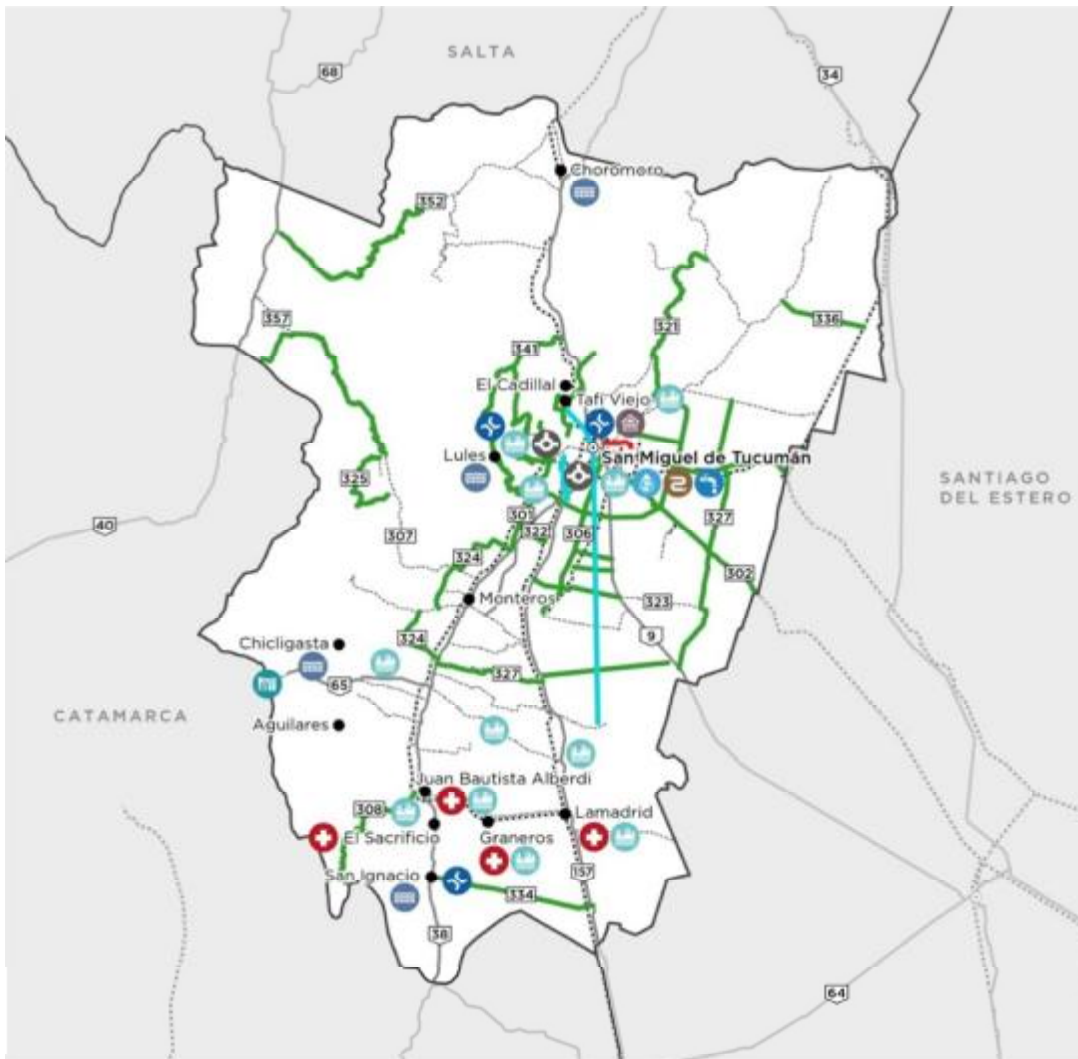 SALTA
68
34
Choromoro
352
357
321
336
341
El Cadillal
Tafí Viejo
San Miguel de Tucumán
Lules
SANTIAGO
DEL ESTERO
325
301
327
40
307
322
306
324
302
Monteros
323
324
9
Chicligasta
327
65
CATAMARCA
Aguilares
Juan Bautista Alberdi
308
Lamadrid
El Sacrificio
Graneros
San Ignacio
157
334
38
64